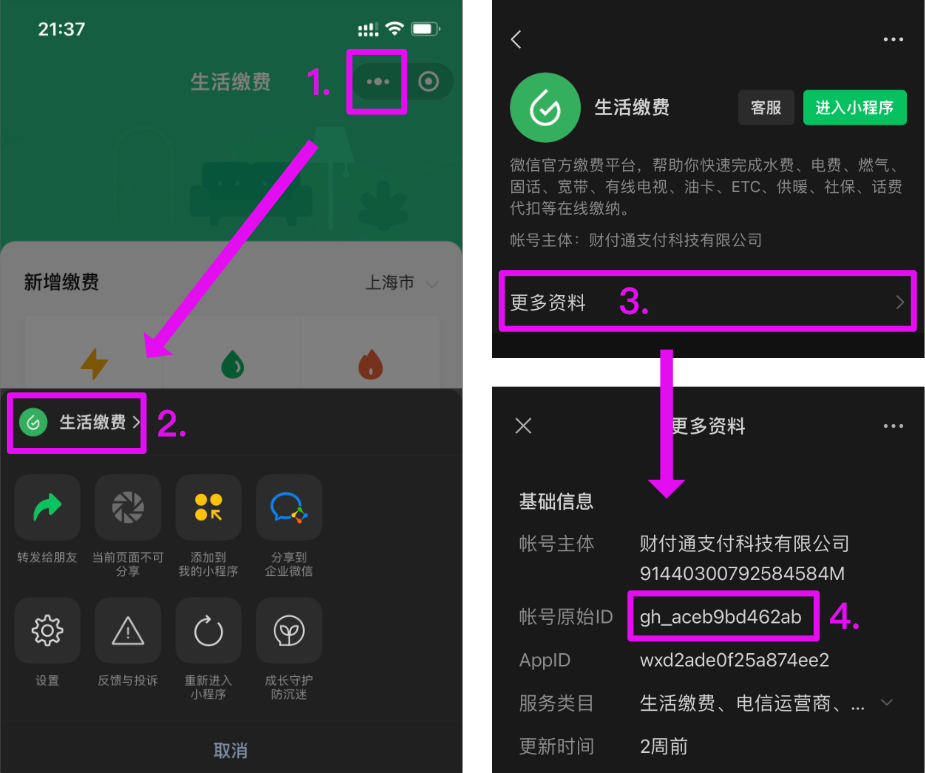 21:37
生活缴费
1.
新增缴费
上海市
生活缴费
2.
转发给朋友
当前页面不可
分享
添加到
我的小程序
分享到
企业微信
设置
反馈与投诉
重新进入
小程序
成长守护
防沉迷
取消
生活缴费
客服
进入小程序
微信官方缴费平台，帮助你快速完成水费、电费、燃气、
固话、宽带、有线电视、油卡、ETC、供暖、社保、话费
代扣等在线缴纳。
帐号主体：财付通支付科技有限公司
更多资料
3.
更多资料
基础信息
帐号主体
财付通支付科技有限公司
91440300792584584M
帐号原始ID
gh_aceb9bd462ab
4.
AppID
wxd2ade0f25a874ee2
服务类目
生活缴费、电信运营商、...
更新时间
2周前